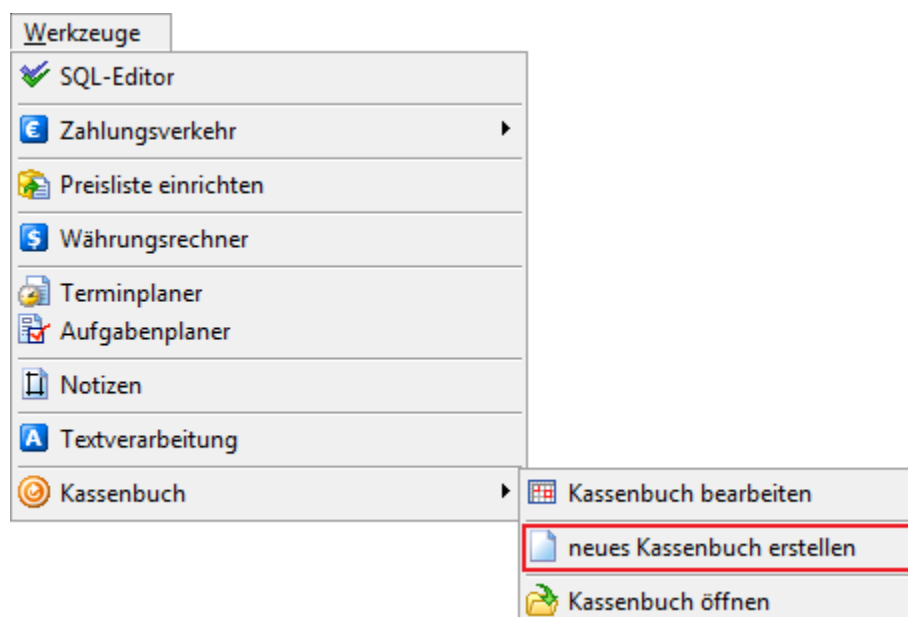 Werkzeuge
SQL-Editor
Zahlungsverkehr
Preisliste einrichten
Währungsrechner
Terminplaner
Aufgabenplaner
Notizen
Textverarbeitung
Kassenbuch
Kassenbuch bearbeiten
neues Kassenbuch erstellen
Kassenbuch öffnen